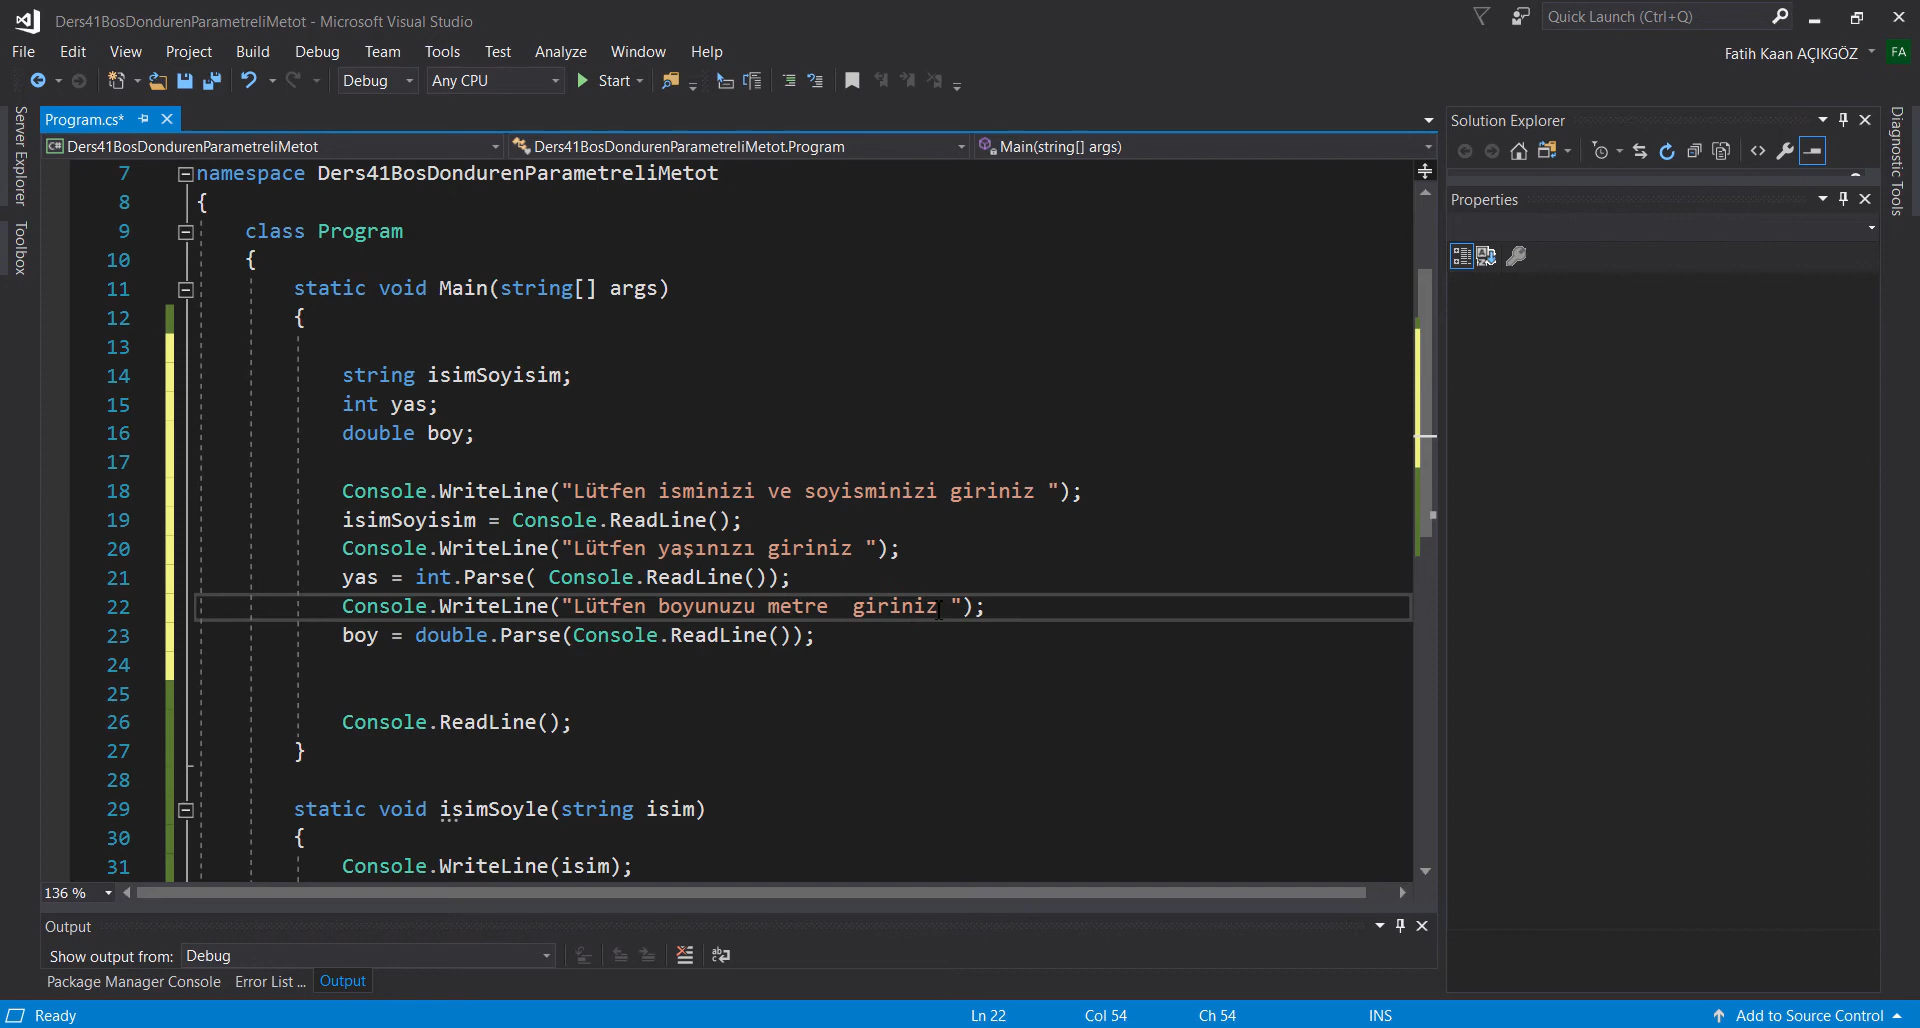 Ders41BosDondurenParametreliMetot - Microsoft Visual Studio
Quick Launch (Ctrl+Q)
File Edit View Project Build Debug Team Tools Test Analyze Window Help
Fatih Kaan AÇIKGÖZ FA
Debug Any CPU Start
Server Explorer
Toolbox
Program.cs*
Ders41BosDondurenParametreliMetot Ders41BosDondurenParametreliMetot.Program Main(string[] args)
7 namespace Ders41BosDondurenParametreliMetot
8 {
9 class Program
10 {
11 static void Main(string[] args)
12 {
13
14 string isimSoyisim;
15 int yas;
16 double boy;
17
18 Console.WriteLine("Lütfen isminizi ve soyisminizi giriniz ");
19 isimSoyisim = Console.ReadLine();
20 Console.WriteLine("Lütfen yaşınızı giriniz ");
21 yas = int.Parse( Console.ReadLine());
22 Console.WriteLine("Lütfen boyunuzu metre  giriniz ");
23 boy = double.Parse(Console.ReadLine());
24
25
26 Console.ReadLine();
27 }
28
29 static void isimSoyle(string isim)
30 {
31 Console.WriteLine(isim);
136 %
Solution Explorer
Properties
Diagnostic Tools
Output
Show output from: Debug
Package Manager Console Error List ... Output
Ready Ln 22 Col 54 Ch 54 INS Add to Source Control